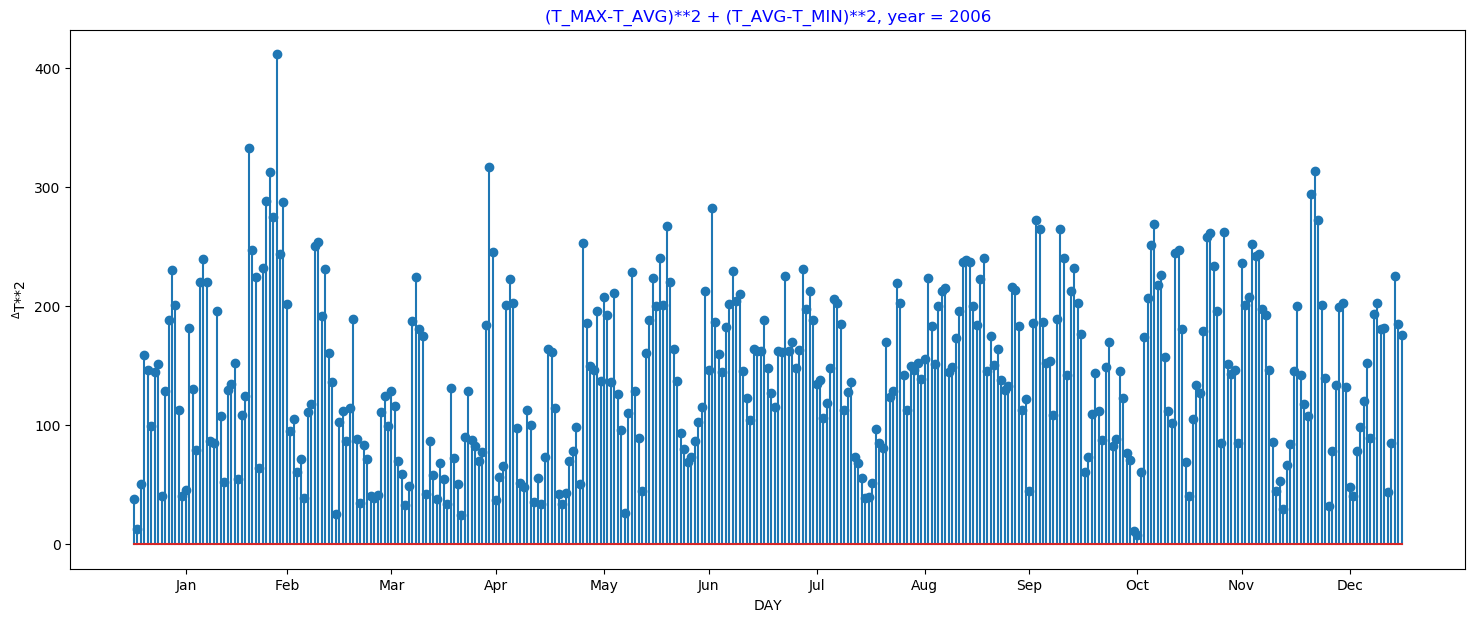 (T_MAX-T_AVG)**2 + (T_AVG-T_MIN)**2, year = 2006
400
300
200
100
0
ΔT**2
Jan Feb Mar Apr May Jun Jul Aug Sep Oct Nov Dec
DAY